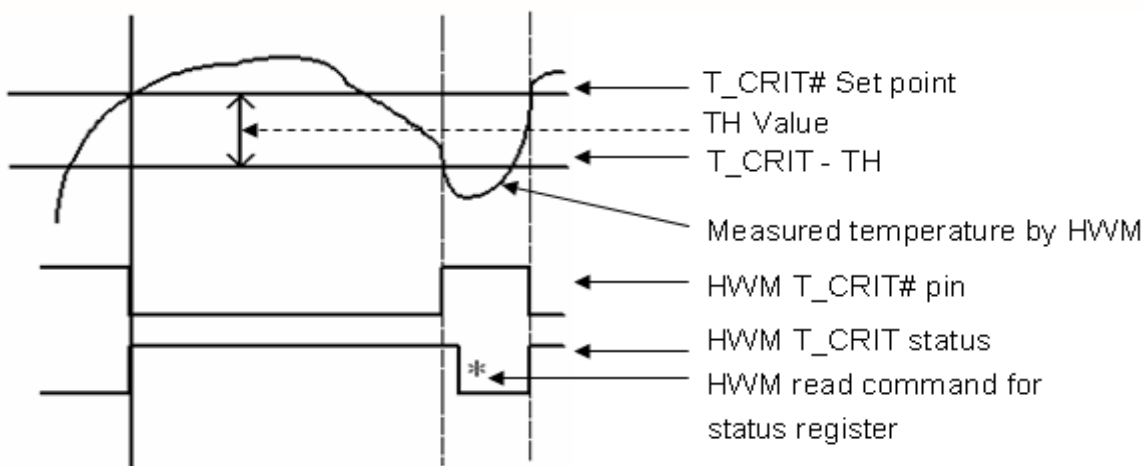 T_CRIT# Set point
TH Value
T_CRIT - TH
Measured temperature by HWM
HWM T_CRIT# pin
HWM T_CRIT status
*
HWM read command for
status register